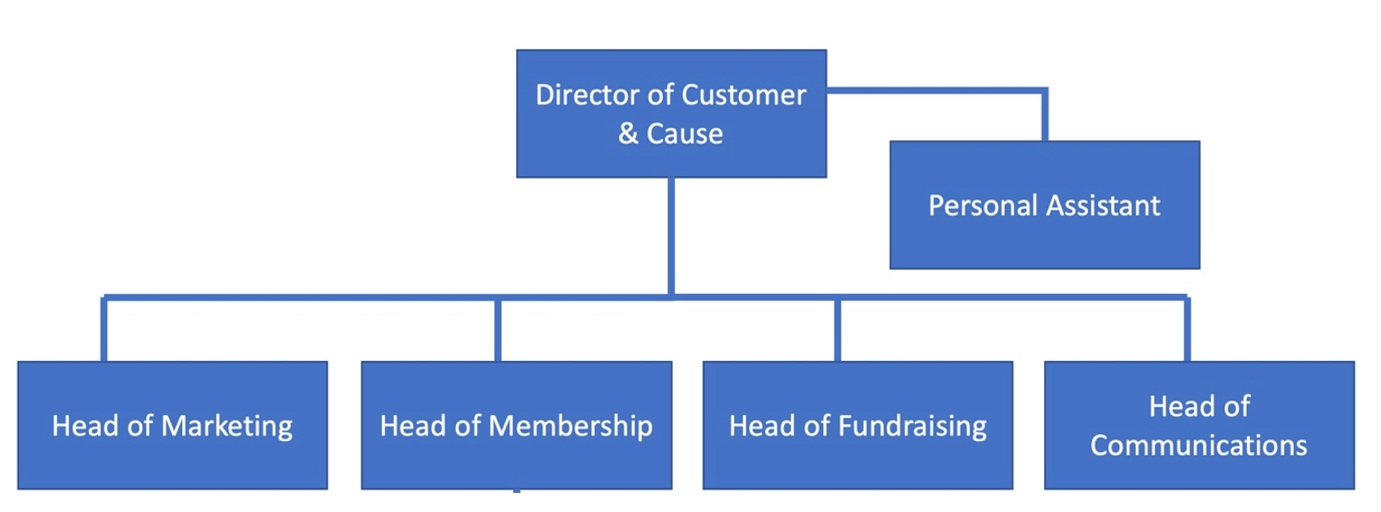 Director of Customer
& Cause
Personal Assistant
Head of Marketing
Head of Membership
Head of Fundraising
Head of
Communications